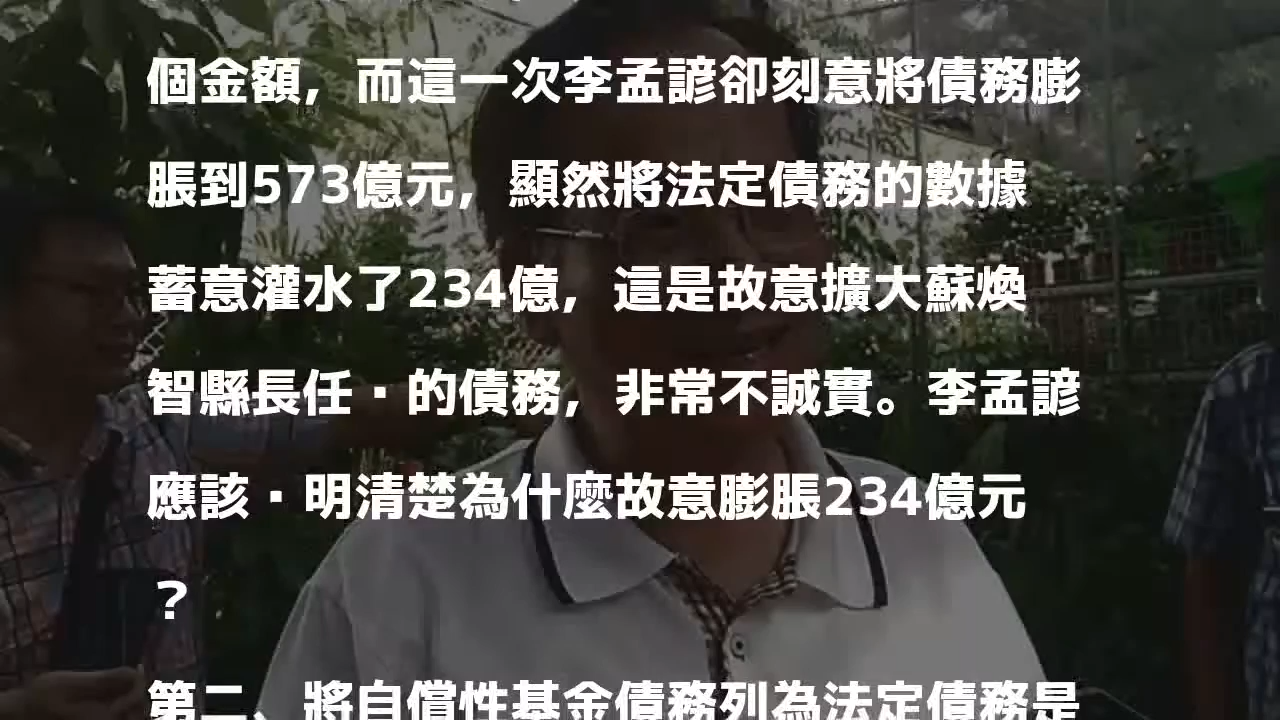 個金額，而這一次李孟諺卻刻意將債務膨
脹到573億元，顯然將法定債務的數據
蓄意灌水了234億，這是故意擴大蘇煥
智縣長任·的債務，非常不誠實。李孟諺
應該·明清楚為什麼故意膨脹234億元
？
第二、將自償性基金債務列為法定債務是